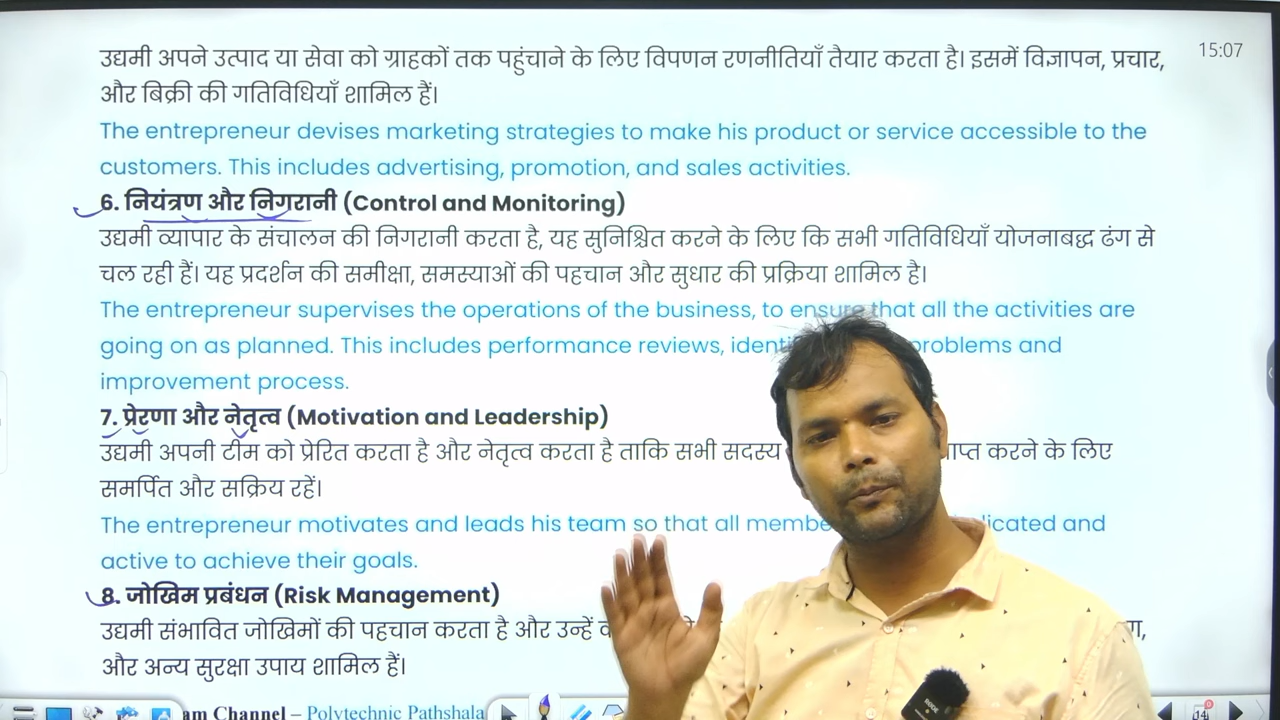 उद्यमी अपने उत्पाद या सेवा को ग्राहकों तक पहुंचाने के लिए विपणन रणनीतियाँ तैयार करता है। इसमें विज्ञापन, प्रचार,
15:07
और बिक्री की गतिविधियाँ शामिल हैं।
The entrepreneur devises marketing strategies to make his product or service accessible to the
customers. This includes advertising, promotion, and sales activities.
6. नियंत्रण और निगरानी (Control and Monitoring)
उद्यमी व्यापार के संचालन की निगरानी करता है, यह सुनिश्चित करने के लिए कि सभी गतिविधियाँ योजनाबद्ध ढंग से
चल रही हैं। यह प्रदर्शन की समीक्षा, समस्याओं की पहचान और सुधार की प्रक्रिया शामिल है।
The entrepreneur supervises the operations of the business, to ensure that all the activities are
going on as planned. This includes performance reviews, problems and
improvement process.
7. प्रेरणा और नेतृत्व (Motivation and Leadership)
उद्यमी अपनी टीम को प्रेरित करता है और नेतृत्व करता है ताकि सभी सदस्य करने के लिए
समर्पित और सक्रिय रहें।
The entrepreneur motivates and leads his team so that all and
active to achieve their goals.
8. जोखिम प्रबंधन (Risk Management)
उद्यमी संभावित जोखिमों की पहचान करता है और उन्हें
और अन्य सुरक्षा उपाय शामिल हैं।
Channel – Polytechnic Pathshala
14